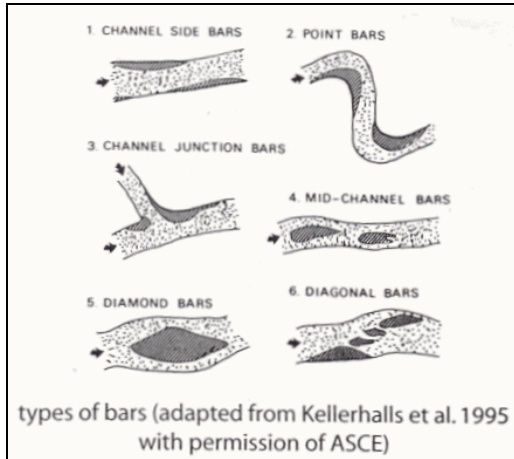 1. CHANNEL SIDE BARS
2. POINT BARS
3. CHANNEL JUNCTION BARS
4. MID-CHANNEL BARS
5. DIAMOND BARS
6. DIAGONAL BARS
types of bars (adapted from Kellerhalls et al. 1995
with permission of ASCE)